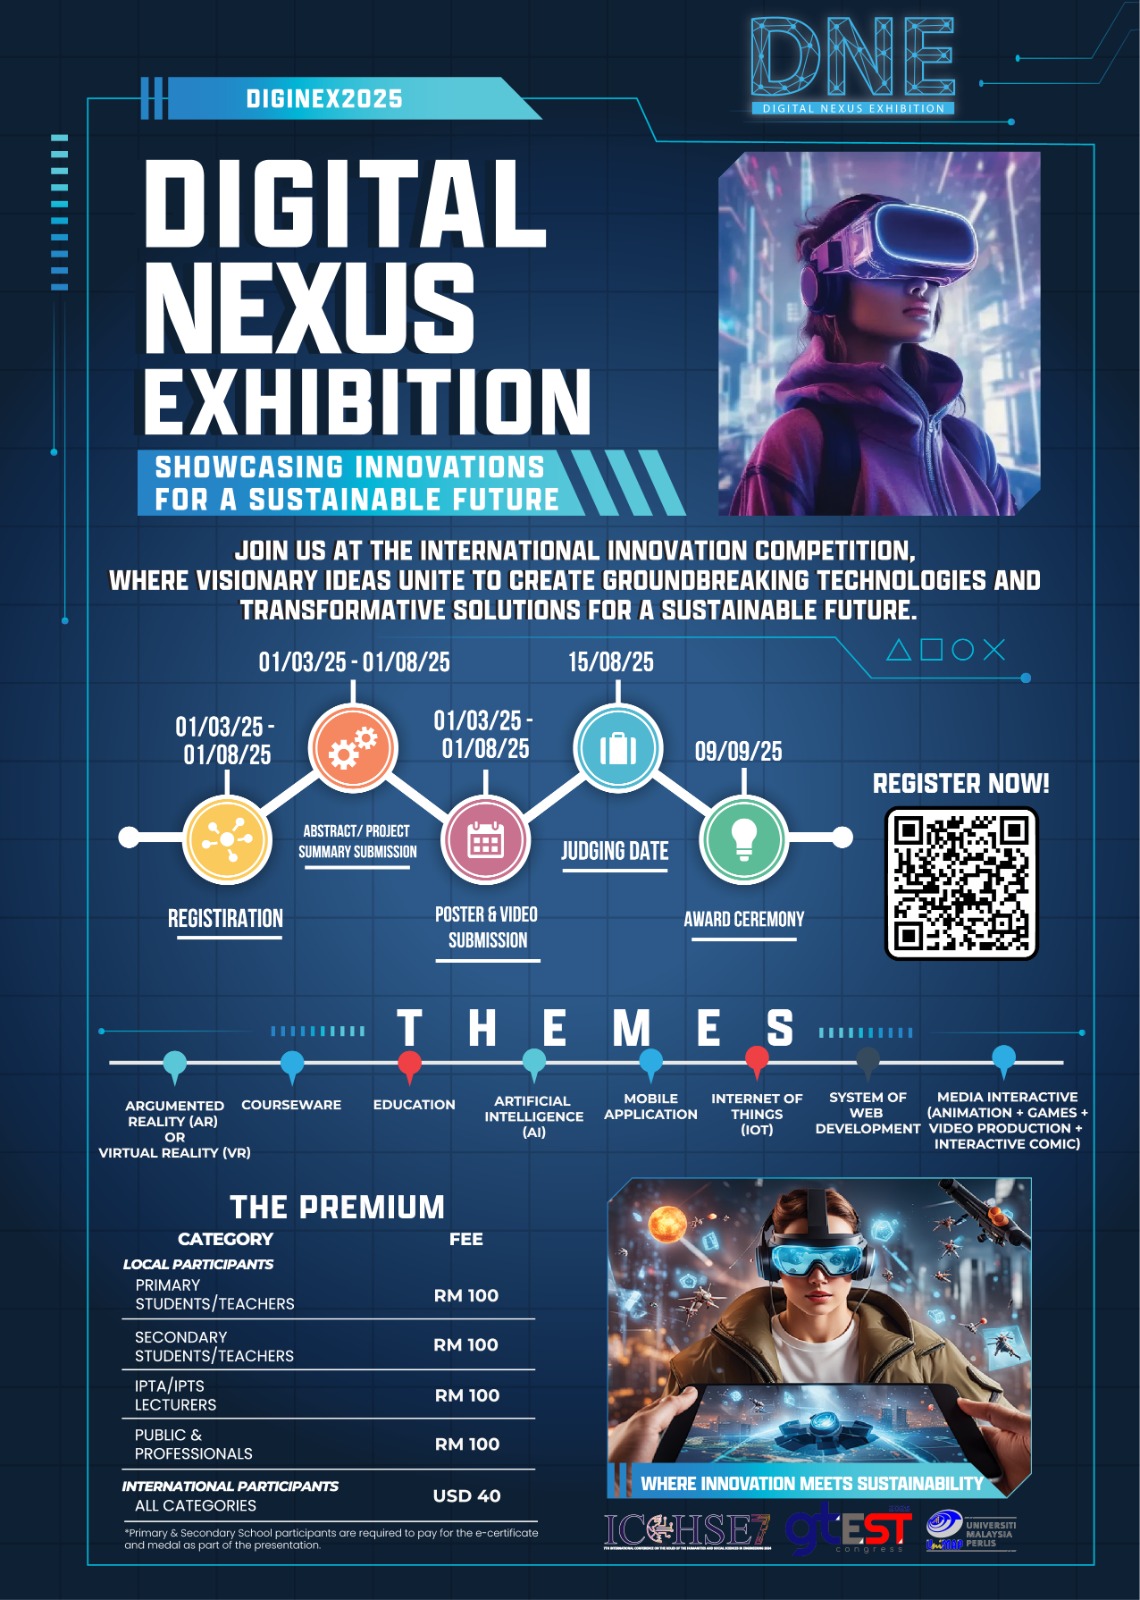 DNE
DIGITAL NEXUS EXHIBITION
DIGINEX2025
DIGITAL
NEXUS
EXHIBITION
SHOWCASING INNOVATIONS
FOR A SUSTAINABLE FUTURE
JOIN US AT THE INTERNATIONAL INNOVATION COMPETITION,
WHERE VISIONARY IDEAS UNITE TO CREATE GROUNDBREAKING TECHNOLOGIES AND
TRANSFORMATIVE SOLUTIONS FOR A SUSTAINABLE FUTURE.
01/03/25 -
01/08/25
REGISTIRATION
01/03/25 - 01/08/25
ABSTRACT/ PROJECT
SUMMARY SUBMISSION
01/03/25 -
01/08/25
POSTER & VIDEO
SUBMISSION
15/08/25
JUDGING DATE
09/09/25
AWARD CEREMONY
REGISTER NOW!
THEMES
ARGUMENTED
REALITY (AR)
OR
VIRTUAL REALITY (VR)
COURSEWARE
EDUCATION
ARTIFICIAL
INTELLIGENCE
(AI)
MOBILE
APPLICATION
INTERNET OF
THINGS
(IOT)
SYSTEM OF
WEB
DEVELOPMENT
MEDIA INTERACTIVE
(ANIMATION + GAMES +
VIDEO PRODUCTION +
INTERACTIVE COMIC)
THE PREMIUM
CATEGORY FEE
LOCAL PARTICIPANTS
PRIMARY
STUDENTS/TEACHERS
RM 100
SECONDARY
STUDENTS/TEACHERS
RM 100
IPTA/IPTS
LECTURERS
RM 100
PUBLIC &
PROFESSIONALS
RM 100
INTERNATIONAL PARTICIPANTS
ALL CATEGORIES
USD 40
*Primary & Secondary School participants are required to pay for the e-certificate
and medal as part of the presentation.
WHERE INNOVATION MEETS SUSTAINABILITY
ICOHSE7
gtEST
congress
UniMAP
UNIVERSITI
MALAYSIA
PERLIS